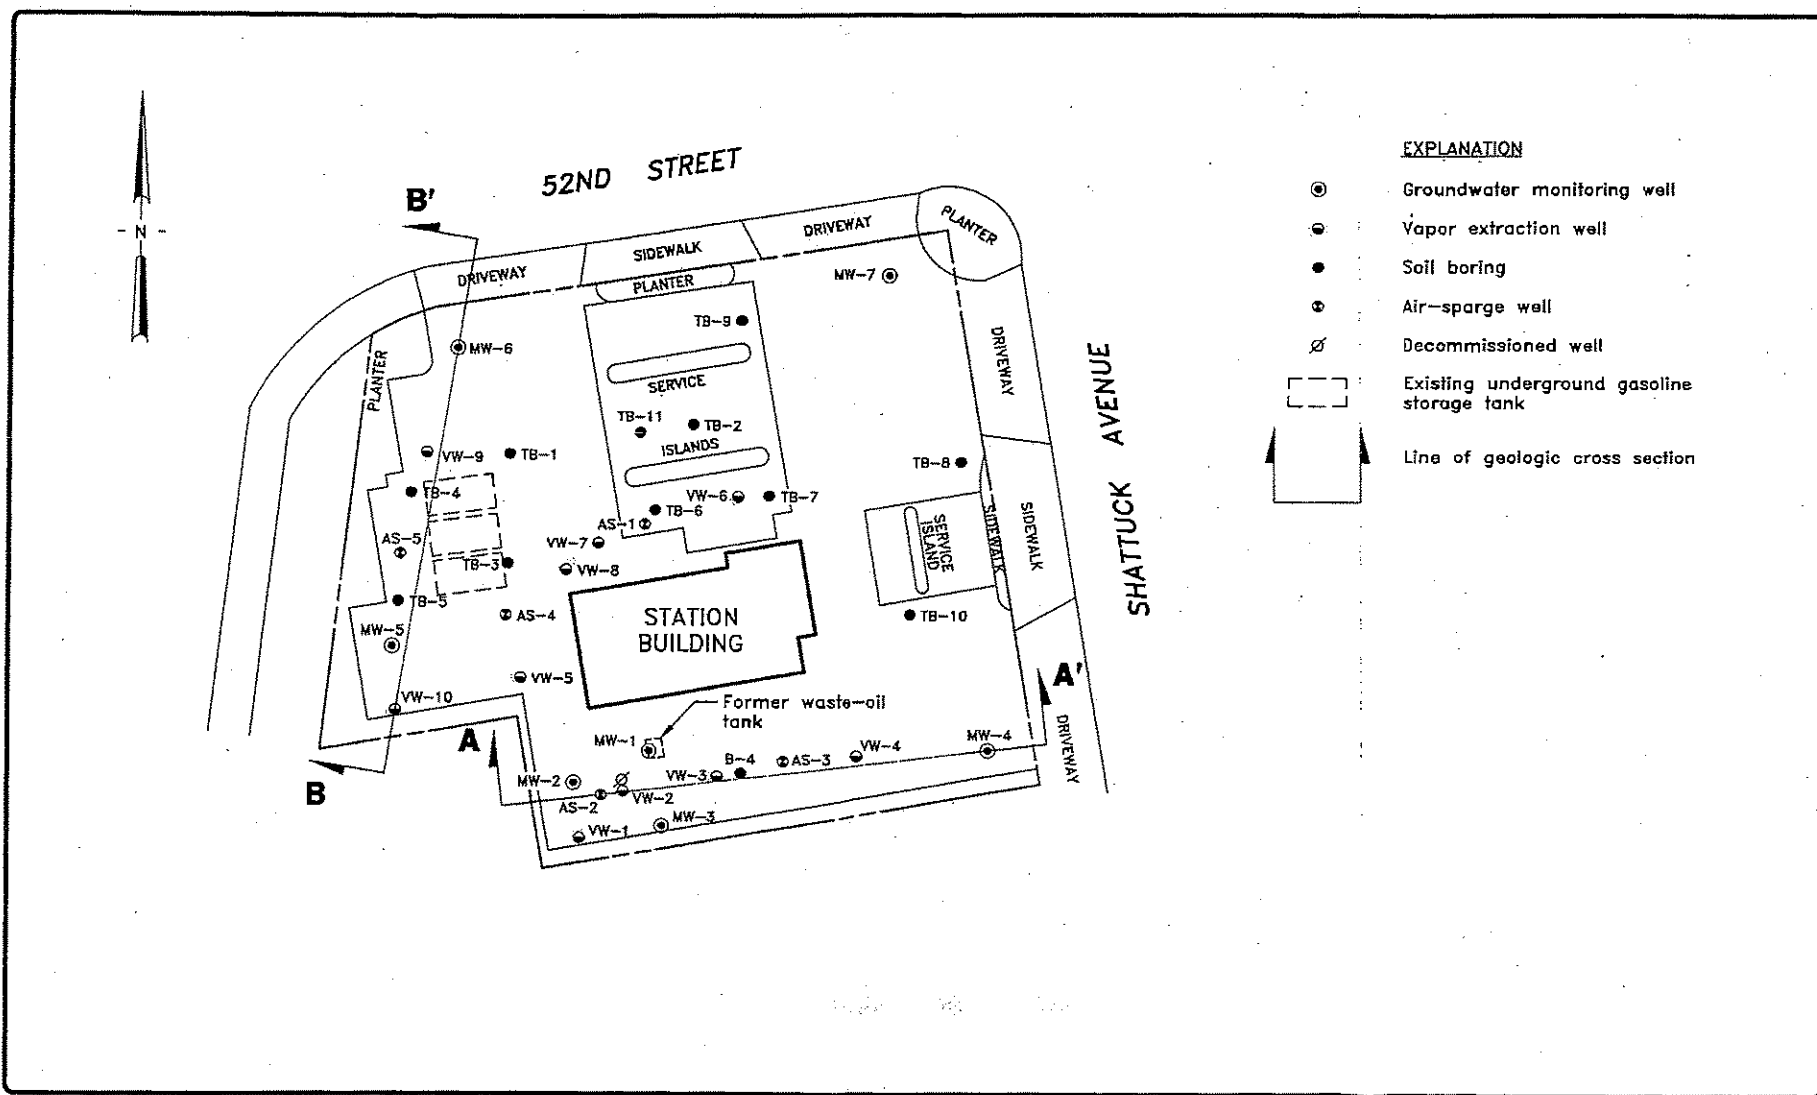 EXPLANATION
Groundwater monitoring well
Vapor extraction well
Soil boring
Air-sparge well
Decommissioned well
Existing underground gasoline
storage tank
Line of geologic cross section
N
52ND STREET
B'
PLANTER
DRIVEWAY
SIDEWALK
DRIVEWAY
PLANTER
MW-7
TB-9
MW-6
PLANTER
SERVICE
DRIVEWAY
SHATTUCK AVENUE
TB-11
TB-2
ISLANDS
VW-9
TB-1
TB-8
TB-4
VW-6
TB-7
TB-6
AS-1
SERVICE
ISLAND
SIDEWALK
SIDEWALK
AS-5
VW-7
TB-3
VW-8
TB-5
AS-4
STATION
BUILDING
TB-10
MW-5
VW-5
A'
VW-10
Former waste-oil
tank
DRIVEWAY
A
MW-1
MW-4
B-4
AS-3
VW-4
MW-2
VW-3
B
AS-2
VW-2
VW-1
MW-3